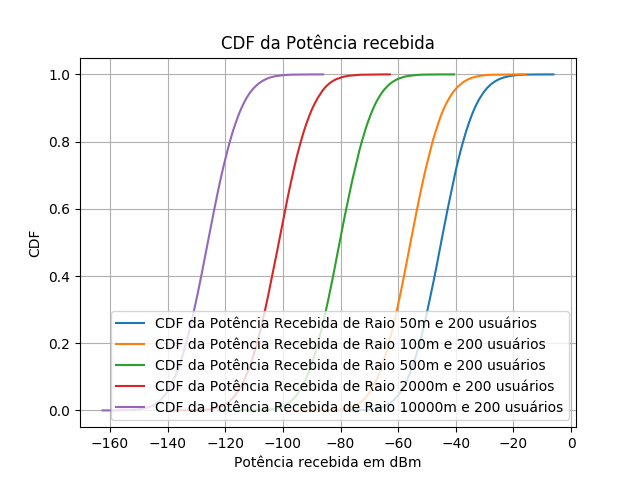 CDF da Potência recebida
1.0
0.8
0.6
0.4
0.2
0.0
CDF
CDF da Potência Recebida de Raio 50m e 200 usuários
CDF da Potência Recebida de Raio 100m e 200 usuários
CDF da Potência Recebida de Raio 500m e 200 usuários
CDF da Potência Recebida de Raio 2000m e 200 usuários
CDF da Potência Recebida de Raio 10000m e 200 usuários
−160 −140 −120 −100 −80 −60 −40 −20 0
Potência recebida em dBm